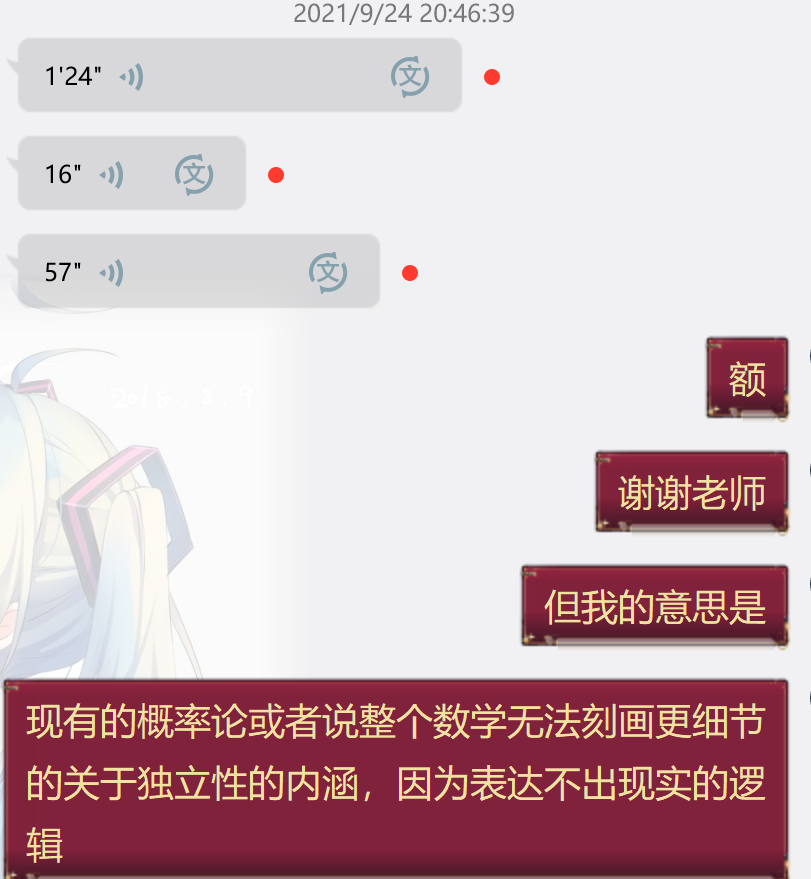 2021/9/24 20:46:39
1'24" 文
16" 文
57" 文
额
2018.3.9
谢谢老师
但我的意思是
现有的概率论或者说整个数学无法刻画更细节
的关于独立性的内涵，因为表达不出现实的逻
辑